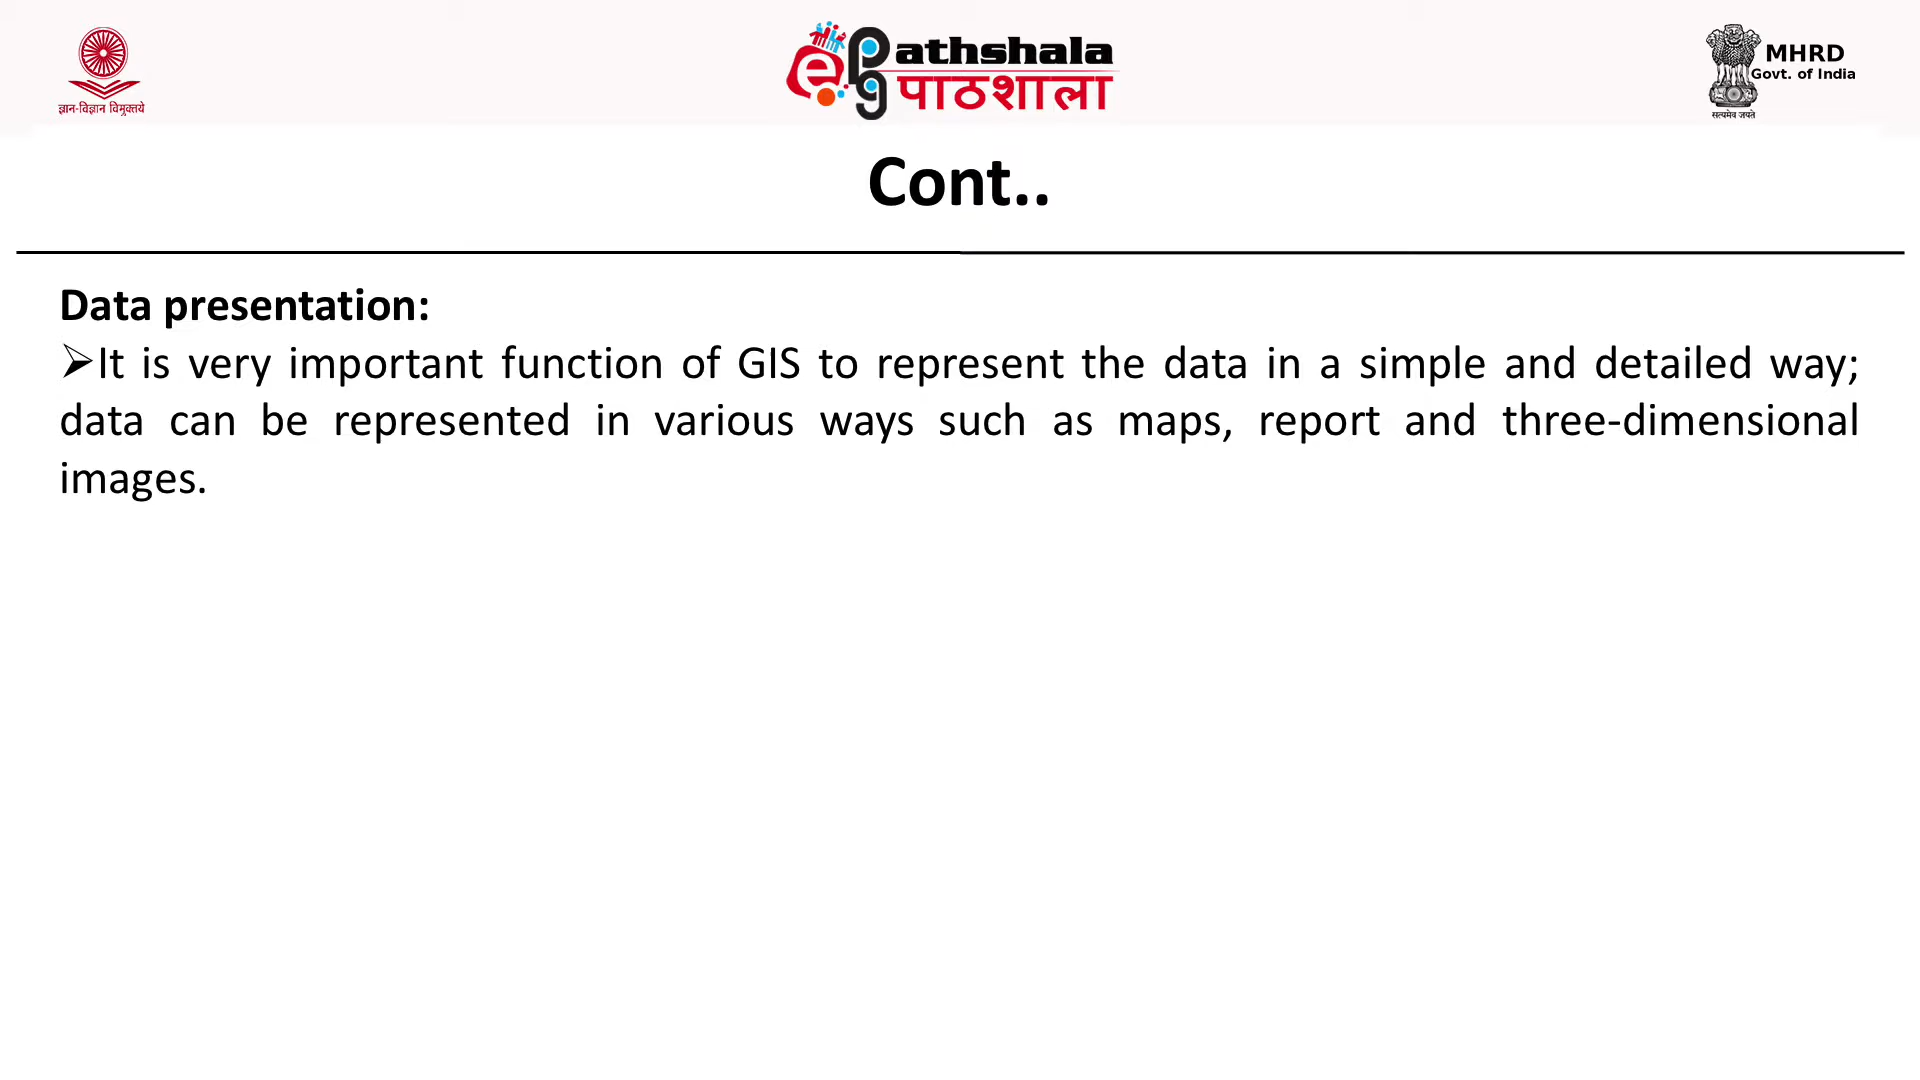 ज्ञान-विज्ञान विमुक्तये
e pg athshala
पाठशाला
MHRD
Govt. of India
सत्यमेव जयते
Cont..
Data presentation:
➢It is very important function of GIS to represent the data in a simple and detailed way;
data can be represented in various ways such as maps, report and three-dimensional
images.